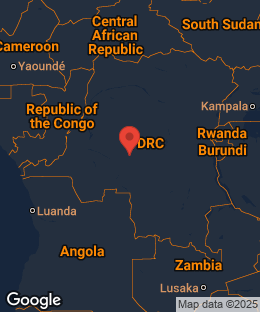 Central
African
Republic
South Sudan
Cameroon
Yaoundé
Republic of
the Congo
Kampala
DRC
Rwanda
Burundi
Luanda
Angola
Zambia
Lusaka
Google
Map data ©2025